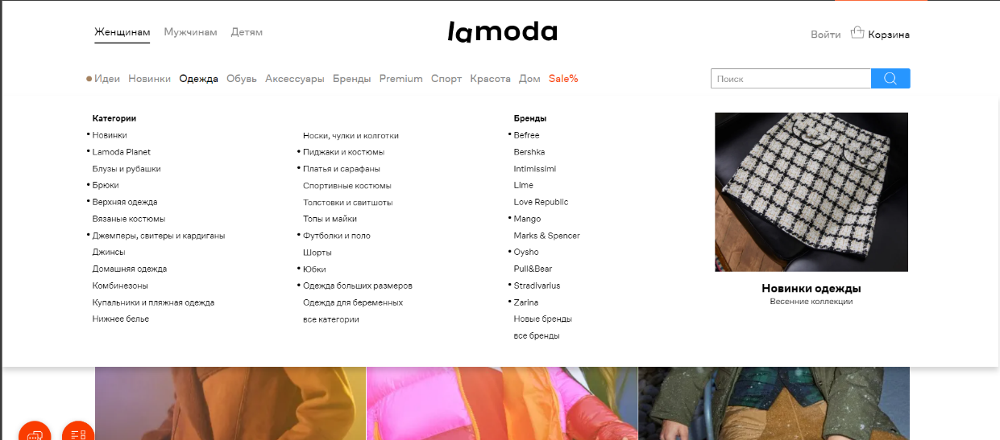 Женщинам Мужчинам Детям
lamoda
Войти Корзина
Идеи Новинки Одежда Обувь Аксессуары Бренды Premium Спорт Красота Дом Sale%
Поиск
Категории
Новинки
Lamoda Planet
Блузы и рубашки
Брюки
Верхняя одежда
Вязаные костюмы
Джемперы, свитеры и кардиганы
Джинсы
Домашняя одежда
Комбинезоны
Купальники и пляжная одежда
Нижнее белье
Носки, чулки и колготки
Пиджаки и костюмы
Платья и сарафаны
Спортивные костюмы
Толстовки и свитшоты
Топы и майки
Футболки и поло
Шорты
Юбки
Одежда больших размеров
Одежда для беременных
все категории
Бренды
Befree
Bershka
Intimissimi
Lime
Love Republic
Mango
Marks & Spencer
Oysho
Pull&Bear
Stradivarius
Zarina
Новые бренды
все бренды
Новинки одежды
Весенние коллекции